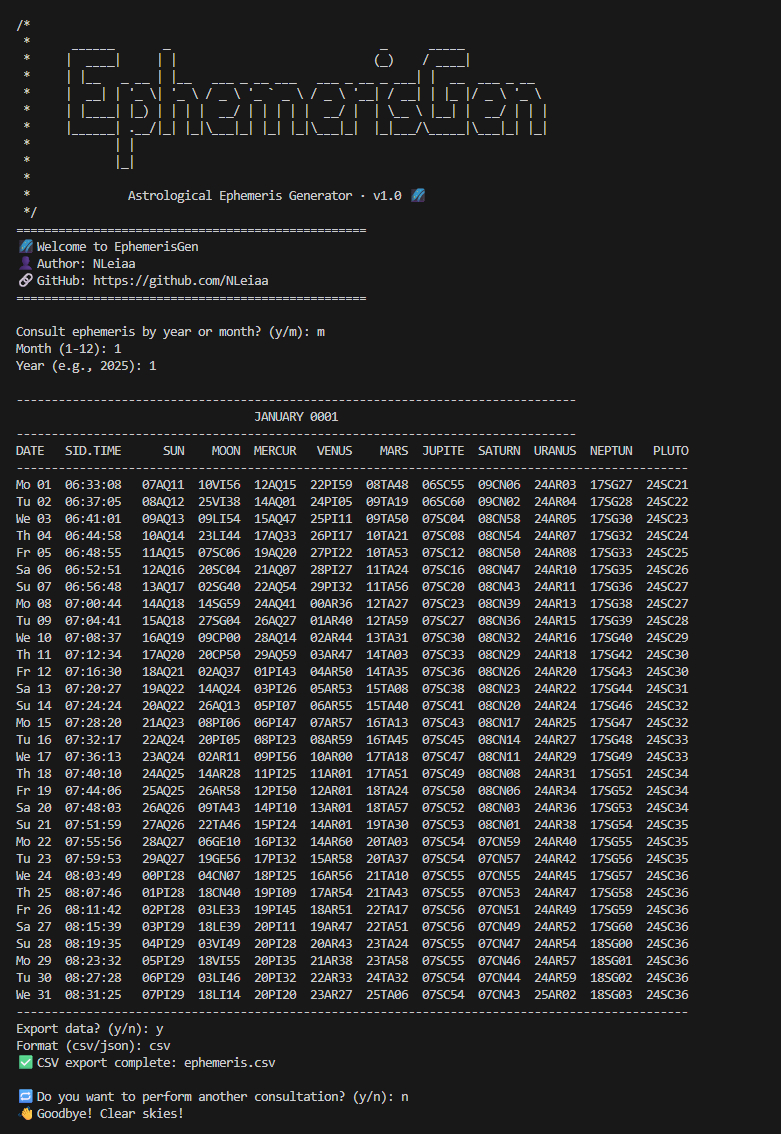 /*
 *      ______       _                              _      _____
 *     |  ____|     | |                            (_)    / ____|
 *     | |__   _ __ | |__   ___ _ __ ___   ___ _ __ _ ___| |  __  ___ _ __
 *     |  __| | '_ \| '_ \ / _ \ '_ ` _ \ / _ \ '__| / __| | |_ |/ _ \ '_ \
 *     | |____| |_) | | | |  __/ | | | | |  __/ |  | \__ \ |__| |  __/ | | |
 *     |______| .__/|_| |_|\___|_| |_| |_|\___|_|  |_|___/\_____|\___|_| |_|
 *            | |
 *            |_|
 *
 *              Astrological Ephemeris Generator · v1.0 🌌
 */
==================================================
🌌 Welcome to EphemerisGen
👤 Author: NLeiaa
🔗 GitHub: https://github.com/NLeiaa
==================================================
Consult ephemeris by year or month? (y/m): m
Month (1-12): 1
Year (e.g., 2025): 1
--------------------------------------------------------------------------------
JANUARY 0001
--------------------------------------------------------------------------------
DATE   SID.TIME      SUN    MOON  MERCUR   VENUS    MARS  JUPITE  SATURN  URANUS  NEPTUN   PLUTO
------------------------------------------------------------------------------------------------
Mo 01  06:33:08   07AQ11  10VI56  12AQ15  22PI59  08TA48  06SC55  09CN06  24AR03  17SG27  24SC21
Tu 02  06:37:05   08AQ12  25VI38  14AQ01  24PI05  09TA19  06SC60  09CN02  24AR04  17SG28  24SC22
We 03  06:41:01   09AQ13  09LI54  15AQ47  25PI11  09TA50  07SC04  08CN58  24AR05  17SG30  24SC23
Th 04  06:44:58   10AQ14  23LI44  17AQ33  26PI17  10TA21  07SC08  08CN54  24AR07  17SG32  24SC24
Fr 05  06:48:55   11AQ15  07SC06  19AQ20  27PI22  10TA53  07SC12  08CN50  24AR08  17SG33  24SC25
Sa 06  06:52:51   12AQ16  20SC04  21AQ07  28PI27  11TA24  07SC16  08CN47  24AR10  17SG35  24SC26
Su 07  06:56:48   13AQ17  02SG40  22AQ54  29PI32  11TA56  07SC20  08CN43  24AR11  17SG36  24SC27
Mo 08  07:00:44   14AQ18  14SG59  24AQ41  00AR36  12TA27  07SC23  08CN39  24AR13  17SG38  24SC27
Tu 09  07:04:41   15AQ18  27SG04  26AQ27  01AR40  12TA59  07SC27  08CN36  24AR15  17SG39  24SC28
We 10  07:08:37   16AQ19  09CP00  28AQ14  02AR44  13TA31  07SC30  08CN32  24AR16  17SG40  24SC29
Th 11  07:12:34   17AQ20  20CP50  29AQ59  03AR47  14TA03  07SC33  08CN29  24AR18  17SG42  24SC30
Fr 12  07:16:30   18AQ21  02AQ37  01PI43  04AR50  14TA35  07SC36  08CN26  24AR20  17SG43  24SC30
Sa 13  07:20:27   19AQ22  14AQ24  03PI26  05AR53  15TA08  07SC38  08CN23  24AR22  17SG44  24SC31
Su 14  07:24:24   20AQ22  26AQ13  05PI07  06AR55  15TA40  07SC41  08CN20  24AR24  17SG46  24SC32
Mo 15  07:28:20   21AQ23  08PI06  06PI47  07AR57  16TA13  07SC43  08CN17  24AR25  17SG47  24SC32
Tu 16  07:32:17   22AQ24  20PI05  08PI23  08AR59  16TA45  07SC45  08CN14  24AR27  17SG48  24SC33
We 17  07:36:13   23AQ24  02AR11  09PI56  10AR00  17TA18  07SC47  08CN11  24AR29  17SG49  24SC33
Th 18  07:40:10   24AQ25  14AR28  11PI25  11AR01  17TA51  07SC49  08CN08  24AR31  17SG51  24SC34
Fr 19  07:44:06   25AQ25  26AR58  12PI50  12AR01  18TA24  07SC50  08CN06  24AR34  17SG52  24SC34
Sa 20  07:48:03   26AQ26  09TA43  14PI10  13AR01  18TA57  07SC52  08CN03  24AR36  17SG53  24SC34
Su 21  07:51:59   27AQ26  22TA46  15PI24  14AR01  19TA30  07SC53  08CN01  24AR38  17SG54  24SC35
Mo 22  07:55:56   28AQ27  06GE10  16PI32  14AR60  20TA03  07SC54  07CN59  24AR40  17SG55  24SC35
Tu 23  07:59:53   29AQ27  19GE56  17PI32  15AR58  20TA37  07SC54  07CN57  24AR42  17SG56  24SC35
We 24  08:03:49   00PI28  04CN07  18PI25  16AR56  21TA10  07SC55  07CN55  24AR45  17SG57  24SC36
Th 25  08:07:46   01PI28  18CN40  19PI09  17AR54  21TA43  07SC55  07CN53  24AR47  17SG58  24SC36
Fr 26  08:11:42   02PI28  03LE33  19PI45  18AR51  22TA17  07SC56  07CN51  24AR49  17SG59  24SC36
Sa 27  08:15:39   03PI29  18LE39  20PI11  19AR47  22TA51  07SC56  07CN49  24AR52  17SG60  24SC36
Su 28  08:19:35   04PI29  03VI49  20PI28  20AR43  23TA24  07SC55  07CN47  24AR54  18SG00  24SC36
Mo 29  08:23:32   05PI29  18VI55  20PI35  21AR38  23TA58  07SC55  07CN46  24AR57  18SG01  24SC36
Tu 30  08:27:28   06PI29  03LI46  20PI32  22AR33  24TA32  07SC54  07CN44  24AR59  18SG02  24SC36
We 31  08:31:25   07PI29  18LI14  20PI20  23AR27  25TA06  07SC54  07CN43  25AR02  18SG03  24SC36
------------------------------------------------------------------------------------------------
Export data? (y/n): y
Format (csv/json): csv
✅ CSV export complete: ephemeris.csv
🔁 Do you want to perform another consultation? (y/n): n
👋 Goodbye! Clear skies!